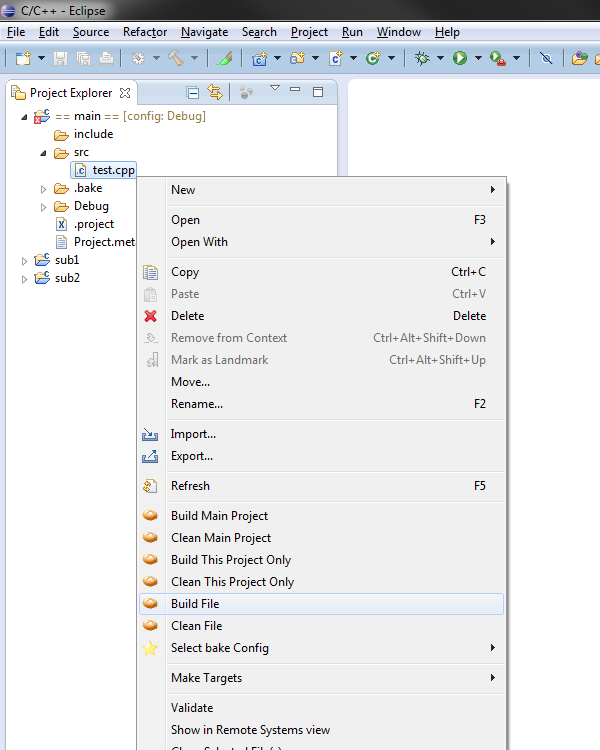 C/C++ - Eclipse
File Edit Source Refactor Navigate Search Project Run Window Help
Project Explorer
== main == [config: Debug]
include
src
test.cpp
.bake
Debug
.project
Project.met
sub1
sub2
New
Open F3
Open With
Copy Ctrl+C
Paste Ctrl+V
Delete Delete
Remove from Context Ctrl+Alt+Shift+Down
Mark as Landmark Ctrl+Alt+Shift+Up
Move...
Rename... F2
Import...
Export...
Refresh F5
Build Main Project
Clean Main Project
Build This Project Only
Clean This Project Only
Build File
Clean File
Select bake Config
Make Targets
Validate
Show in Remote Systems view